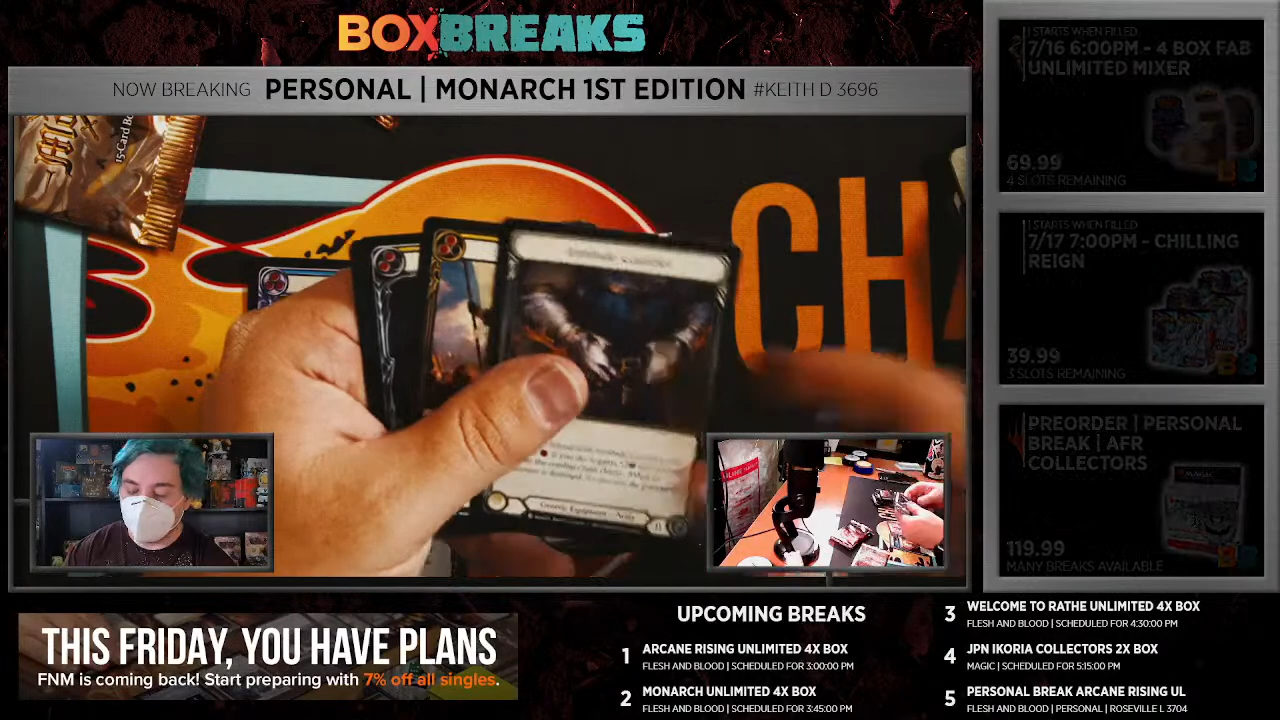 BOXBREAKS
NOW BREAKING PERSONAL | MONARCH 1ST EDITION #KEITH D 3696
15-Card Bo
CH
STARTS WHEN FILLED
7/16 6:00PM - 4 BOX FAB
UNLIMITED MIXER
69.99
4 SLOTS REMAINING
STARTS WHEN FILLED
7/17 7:00PM - CHILLING
REIGN
39.99
3 SLOTS REMAINING
PREORDER | PERSONAL
BREAK | AFR
COLLECTORS
119.99
MANY BREAKS AVAILABLE
THIS FRIDAY, YOU HAVE PLANS
FNM is coming back! Start preparing with 7% off all singles.
UPCOMING BREAKS
1 ARCANE RISING UNLIMITED 4X BOX
FLESH AND BLOOD | SCHEDULED FOR 3:00:00 PM
2 MONARCH UNLIMITED 4X BOX
FLESH AND BLOOD | SCHEDULED FOR 3:45:00 PM
3 WELCOME TO RATHE UNLIMITED 4X BOX
FLESH AND BLOOD | SCHEDULED FOR 4:30:00 PM
4 JPN IKORIA COLLECTORS 2X BOX
MAGIC | SCHEDULED FOR 5:15:00 PM
5 PERSONAL BREAK ARCANE RISING UL
FLESH AND BLOOD | PERSONAL | ROSEVILLE L 3704